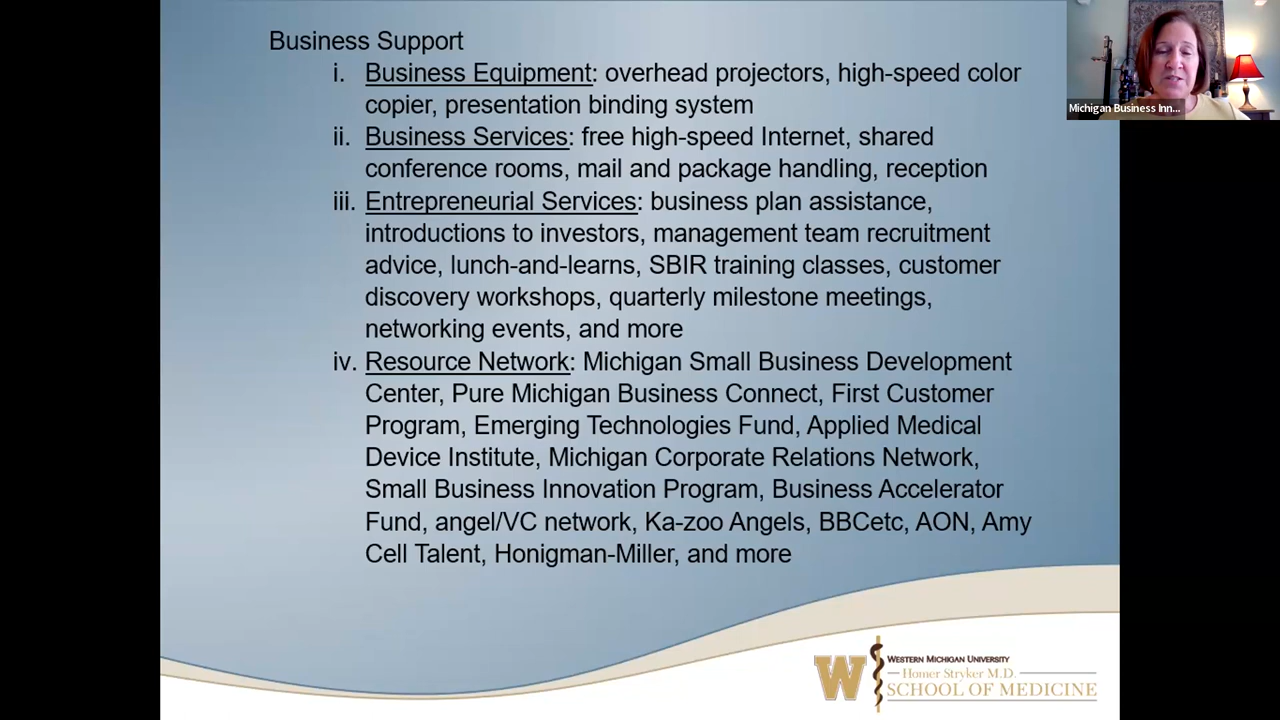 Business Support
i. Business Equipment: overhead projectors, high-speed color
copier, presentation binding system
ii. Business Services: free high-speed Internet, shared
conference rooms, mail and package handling, reception
iii. Entrepreneurial Services: business plan assistance,
introductions to investors, management team recruitment
advice, lunch-and-learns, SBIR training classes, customer
discovery workshops, quarterly milestone meetings,
networking events, and more
iv. Resource Network: Michigan Small Business Development
Center, Pure Michigan Business Connect, First Customer
Program, Emerging Technologies Fund, Applied Medical
Device Institute, Michigan Corporate Relations Network,
Small Business Innovation Program, Business Accelerator
Fund, angel/VC network, Ka-zoo Angels, BBCetc, AON, Amy
Cell Talent, Honigman-Miller, and more
Michigan Business Inn...
W
WESTERN MICHIGAN UNIVERSITY
Homer Stryker M.D.
SCHOOL OF MEDICINE